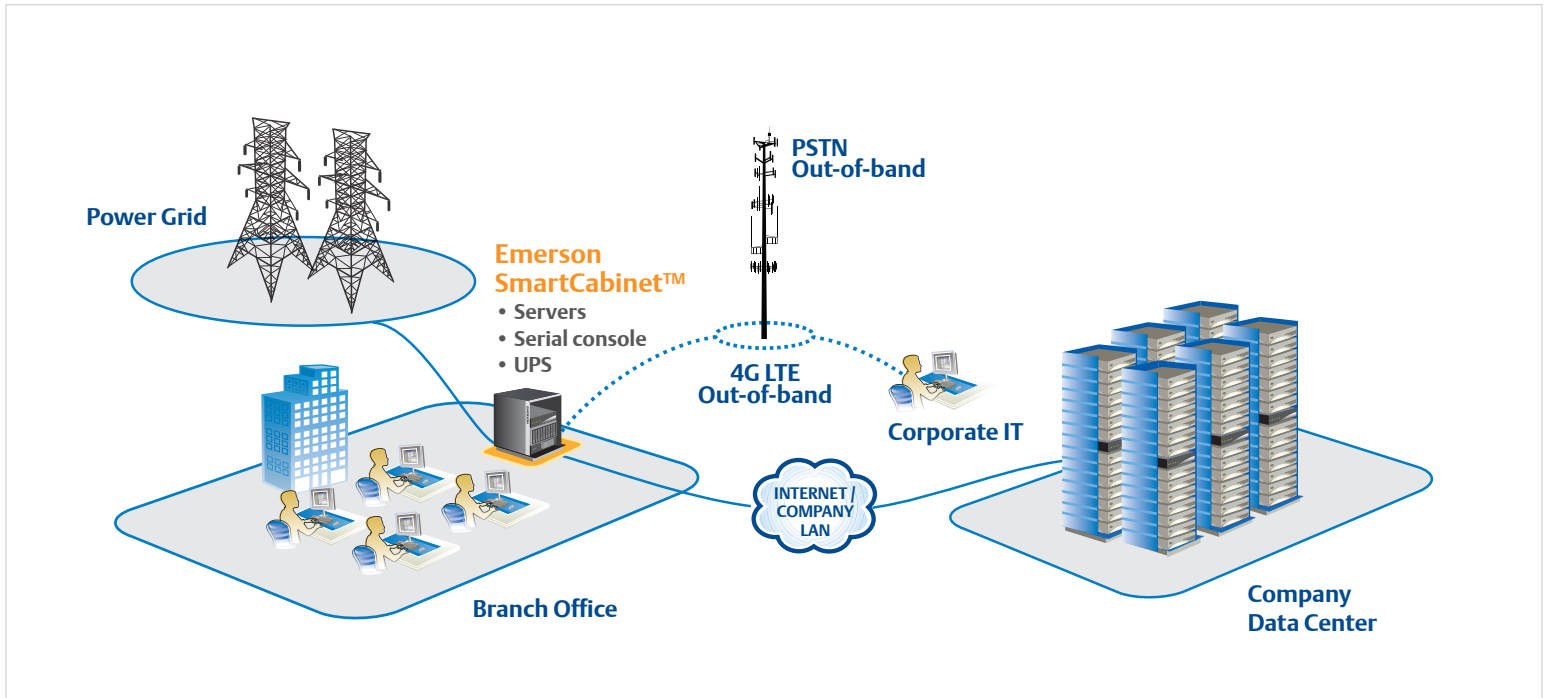 Power Grid
Emerson
SmartCabinet™
• Servers
• Serial console
• UPS
PSTN
Out-of-band
4G LTE
Out-of-band
Corporate IT
INTERNET /
COMPANY
LAN
Branch Office
Company
Data Center